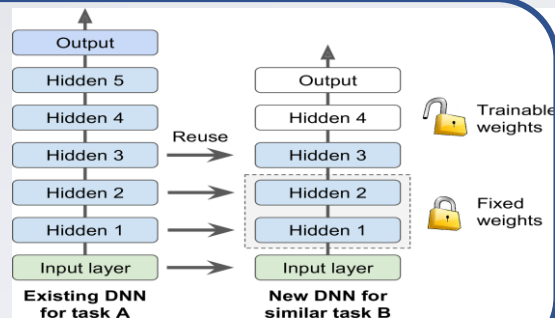 Output
Hidden 5
Hidden 4
Hidden 3
Hidden 2
Hidden 1
Input layer
Existing DNN
for task A
Reuse
Output
Hidden 4
Hidden 3
Hidden 2
Hidden 1
Input layer
New DNN for
similar task B
Trainable
weights
Fixed
weights